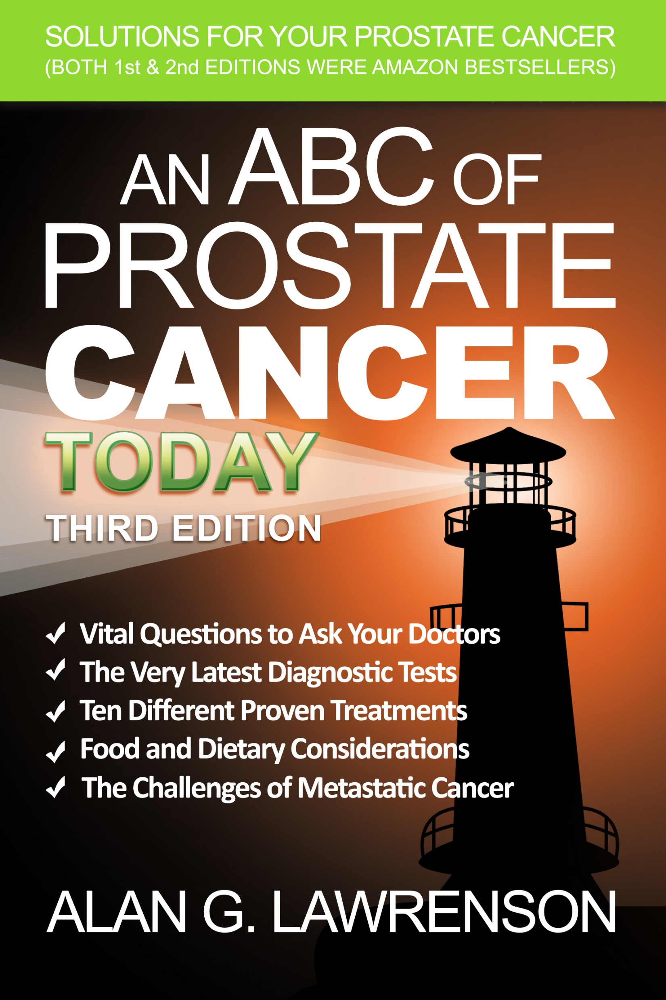 SOLUTIONS FOR YOUR PROSTATE CANCER
(BOTH 1st & 2nd EDITIONS WERE AMAZON BESTSELLERS)
AN ABC OF
PROSTATE
CANCER
TODAY
THIRD EDITION
✓ Vital Questions to Ask Your Doctors
✓ The Very Latest Diagnostic Tests
✓ Ten Different Proven Treatments
✓ Food and Dietary Considerations
✓ The Challenges of Metastatic Cancer
ALAN G. LAWRENSON